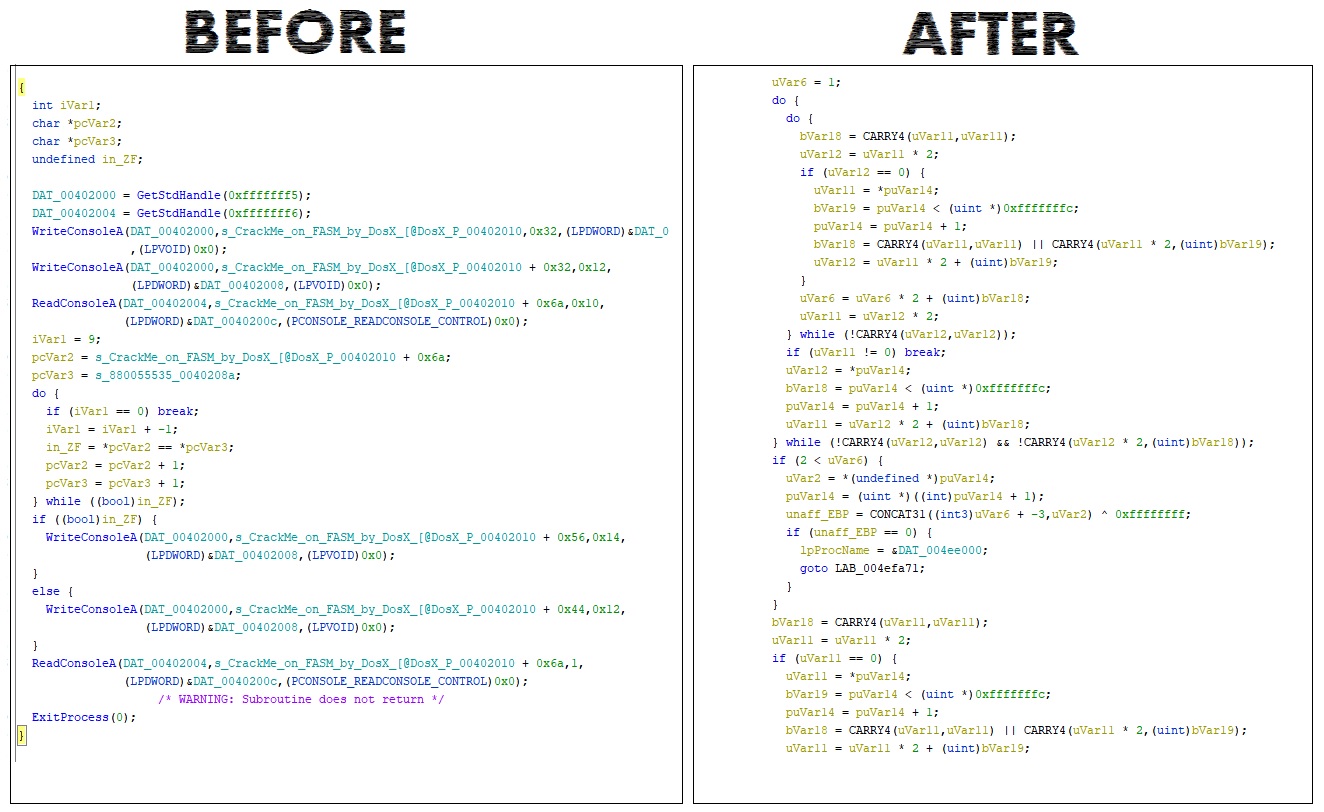 BEFORE
{
int iVar1;
char *pcVar2;
char *pcVar3;
undefined in_ZF;
DAT_00402000 = GetStdHandle(0xfffffff5);
DAT_00402004 = GetStdHandle(0xfffffff6);
WriteConsoleA(DAT_00402000,s_CrackMe_on_FASM_by_DosX_[@DosX_P_00402010,0x32,(LPDWORD)&DAT_0
,(LPVOID)0x0);
WriteConsoleA(DAT_00402000,s_CrackMe_on_FASM_by_DosX_[@DosX_P_00402010 + 0x32,0x12,
(LPDWORD)&DAT_00402008,(LPVOID)0x0);
ReadConsoleA(DAT_00402004,s_CrackMe_on_FASM_by_DosX_[@DosX_P_00402010 + 0x6a,0x10,
(LPDWORD)&DAT_0040200c,(PCONSOLE_READCONSOLE_CONTROL)0x0);
iVar1 = 9;
pcVar2 = s_CrackMe_on_FASM_by_DosX_[@DosX_P_00402010 + 0x6a;
pcVar3 = s_880055535_0040208a;
do {
if (iVar1 == 0) break;
iVar1 = iVar1 + -1;
in_ZF = *pcVar2 == *pcVar3;
pcVar2 = pcVar2 + 1;
pcVar3 = pcVar3 + 1;
} while ((bool)in_ZF);
if ((bool)in_ZF) {
WriteConsoleA(DAT_00402000,s_CrackMe_on_FASM_by_DosX_[@DosX_P_00402010 + 0x56,0x14,
(LPDWORD)&DAT_00402008,(LPVOID)0x0);
}
else {
WriteConsoleA(DAT_00402000,s_CrackMe_on_FASM_by_DosX_[@DosX_P_00402010 + 0x44,0x12,
(LPDWORD)&DAT_00402008,(LPVOID)0x0);
}
ReadConsoleA(DAT_00402004,s_CrackMe_on_FASM_by_DosX_[@DosX_P_00402010 + 0x6a,1,
(LPDWORD)&DAT_0040200c,(PCONSOLE_READCONSOLE_CONTROL)0x0);
/* WARNING: Subroutine does not return */
ExitProcess(0);
}
AFTER
uVar6 = 1;
do {
do {
bVar18 = CARRY4(uVar11,uVar11);
uVar12 = uVar11 * 2;
if (uVar12 == 0) {
uVar11 = *puVar14;
bVar19 = puVar14 < (uint *)0xfffffffc;
puVar14 = puVar14 + 1;
bVar18 = CARRY4(uVar11,uVar11) || CARRY4(uVar11 * 2,(uint)bVar19);
uVar12 = uVar11 * 2 + (uint)bVar19;
}
uVar6 = uVar6 * 2 + (uint)bVar18;
uVar11 = uVar12 * 2;
} while (!CARRY4(uVar12,uVar12));
if (uVar11 != 0) break;
uVar12 = *puVar14;
bVar18 = puVar14 < (uint *)0xfffffffc;
puVar14 = puVar14 + 1;
uVar11 = uVar12 * 2 + (uint)bVar18;
} while (!CARRY4(uVar12,uVar12) && !CARRY4(uVar12 * 2,(uint)bVar18));
if (2 < uVar6) {
uVar2 = *(undefined *)puVar14;
puVar14 = (uint *)((int)puVar14 + 1);
unaff_EBP = CONCAT31((int3)uVar6 + -3,uVar2) ^ 0xffffffff;
if (unaff_EBP == 0) {
lpProcName = &DAT_004ee000;
goto LAB_004efa71;
}
}
bVar18 = CARRY4(uVar11,uVar11);
uVar11 = uVar11 * 2;
if (uVar11 == 0) {
uVar11 = *puVar14;
bVar19 = puVar14 < (uint *)0xfffffffc;
puVar14 = puVar14 + 1;
bVar18 = CARRY4(uVar11,uVar11) || CARRY4(uVar11 * 2,(uint)bVar19);
uVar11 = uVar11 * 2 + (uint)bVar19;